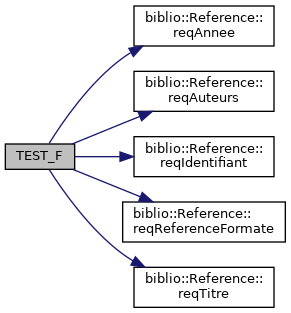 biblio::Reference::
reqAnnee
biblio::Reference::
reqAuteurs
TEST_F
biblio::Reference::
reqIdentifiant
biblio::Reference::
reqReferenceFormate
biblio::Reference::
reqTitre